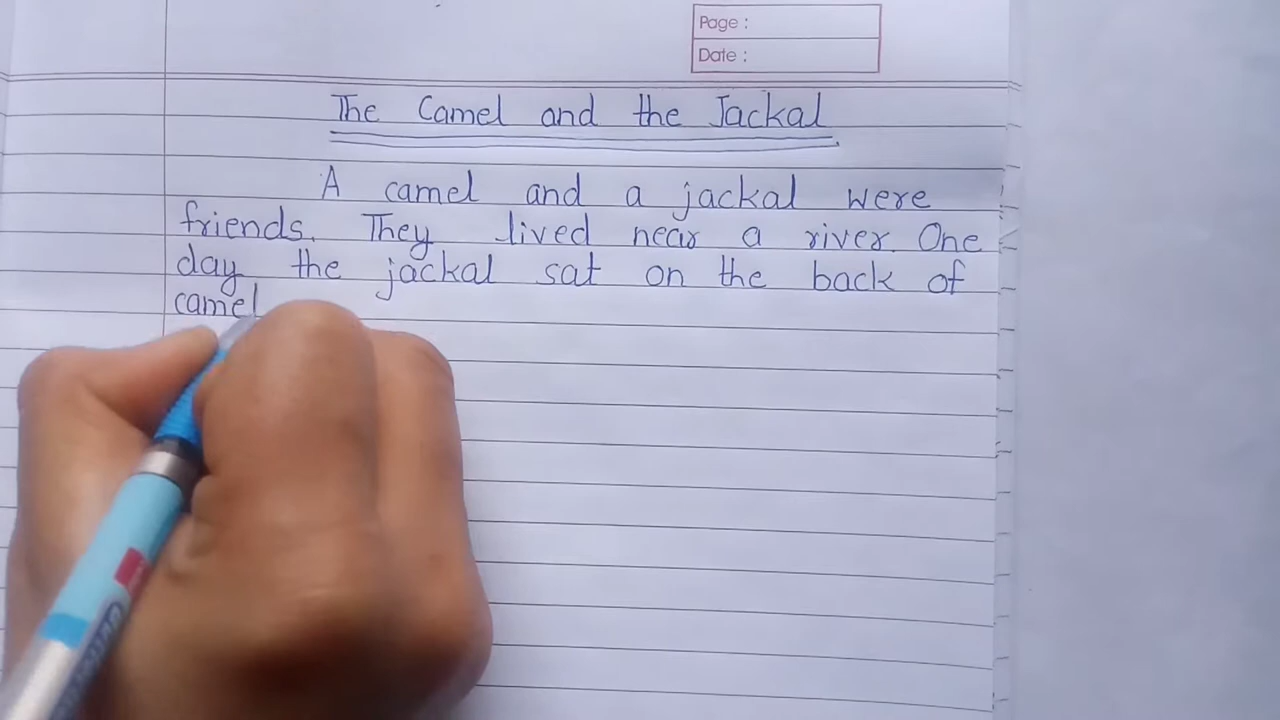 Page :
Date :
The Camel and the Jackal
A camel and a jackal were
friends. They lived near a river. One
day the jackal sat on the back of
camel